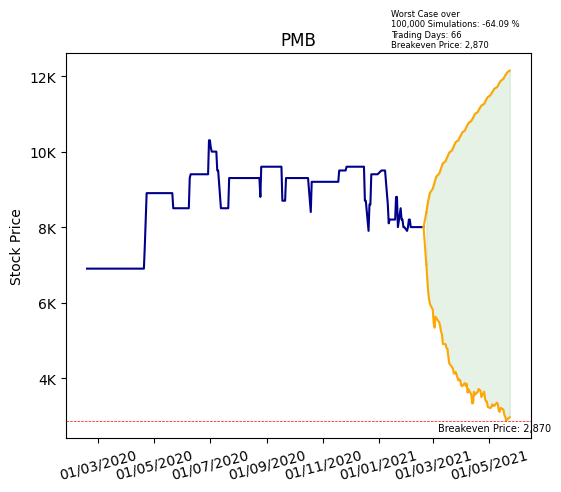 Worst Case over
100,000 Simulations: -64.09 %
Trading Days: 66
Breakeven Price: 2,870
PMB
12K
10K
8K
6K
4K
Stock Price
Breakeven Price: 2,870
01/03/2020
01/05/2020
01/07/2020
01/09/2020
01/11/2020
01/01/2021
01/03/2021
01/05/2021